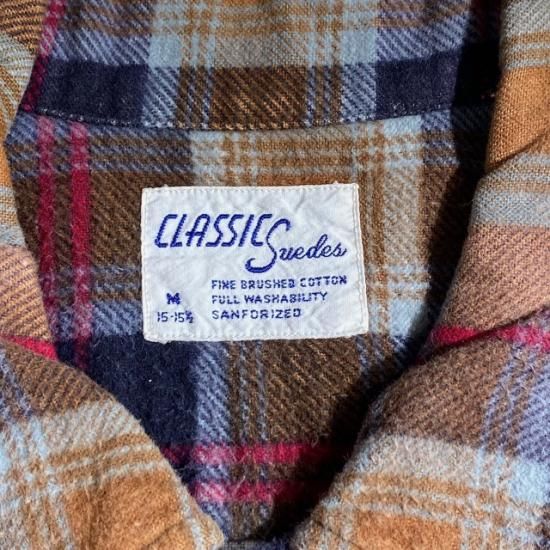 CLASSIC Suedes
FINE BRUSHED COTTON
M FULL WASHABILITY
15-15½ SANFORIZED